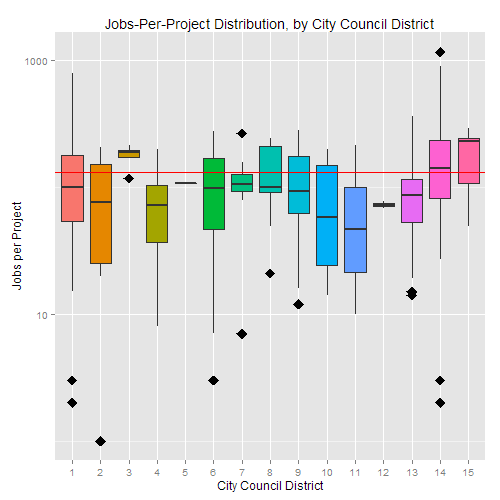 Jobs-Per-Project Distribution, by City Council District
1000
10
Jobs per Project
1 2 3 4 5 6 7 8 9 10 11 12 13 14 15
City Council District